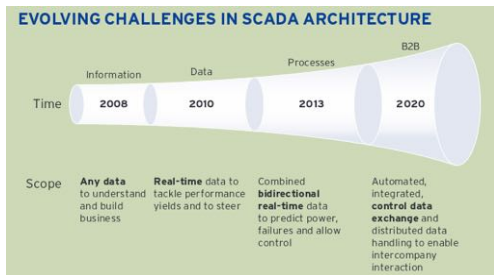 EVOLVING CHALLENGES IN SCADA ARCHITECTURE
Information
Data
Processes
B2B
Time
2008
2010
2013
2020
Scope
Any data
to understand
and build
business
Real-time data to
tackle performance
yields and to steer
Combined
bidirectional
real-time data
to predict power,
failures and allow
control
Automated,
integrated,
control data
exchange and
distributed data
handling to enable
intercompany
interaction